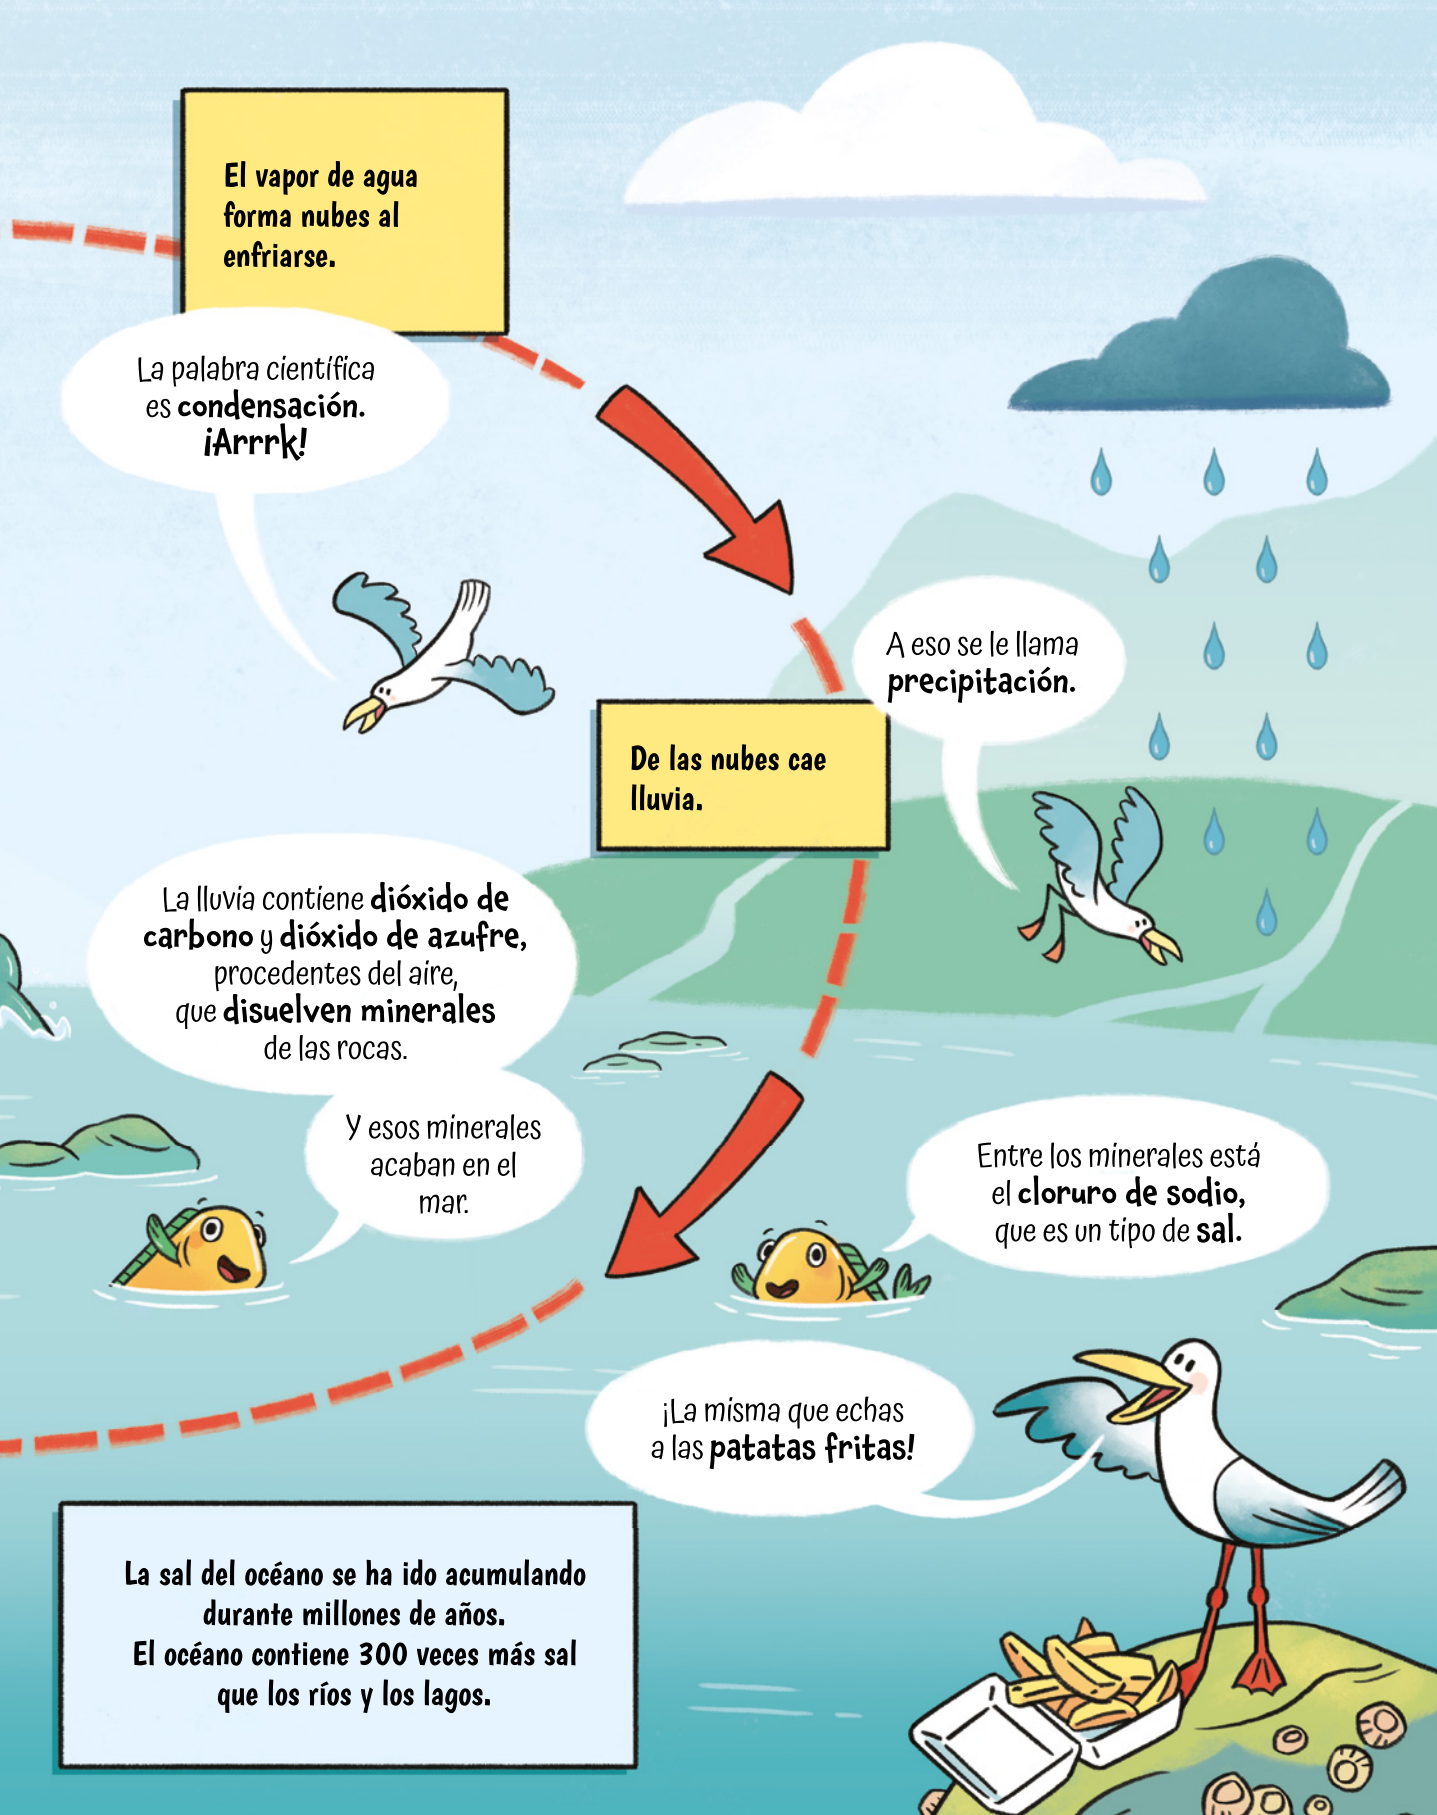 El vapor de agua
forma nubes al
enfriarse.
La palabra científica
es condensación.
¡Arrrk!
A eso se le llama
precipitación.
De las nubes cae
lluvia.
La lluvia contiene dióxido de
carbono y dióxido de azufre,
procedentes del aire,
que disuelven minerales
de las rocas.
Y esos minerales
acaban en el
mar.
Entre los minerales está
el cloruro de sodio,
que es un tipo de sal.
¡La misma que echas
a las patatas fritas!
La sal del océano se ha ido acumulando
durante millones de años.
El océano contiene 300 veces más sal
que los ríos y los lagos.